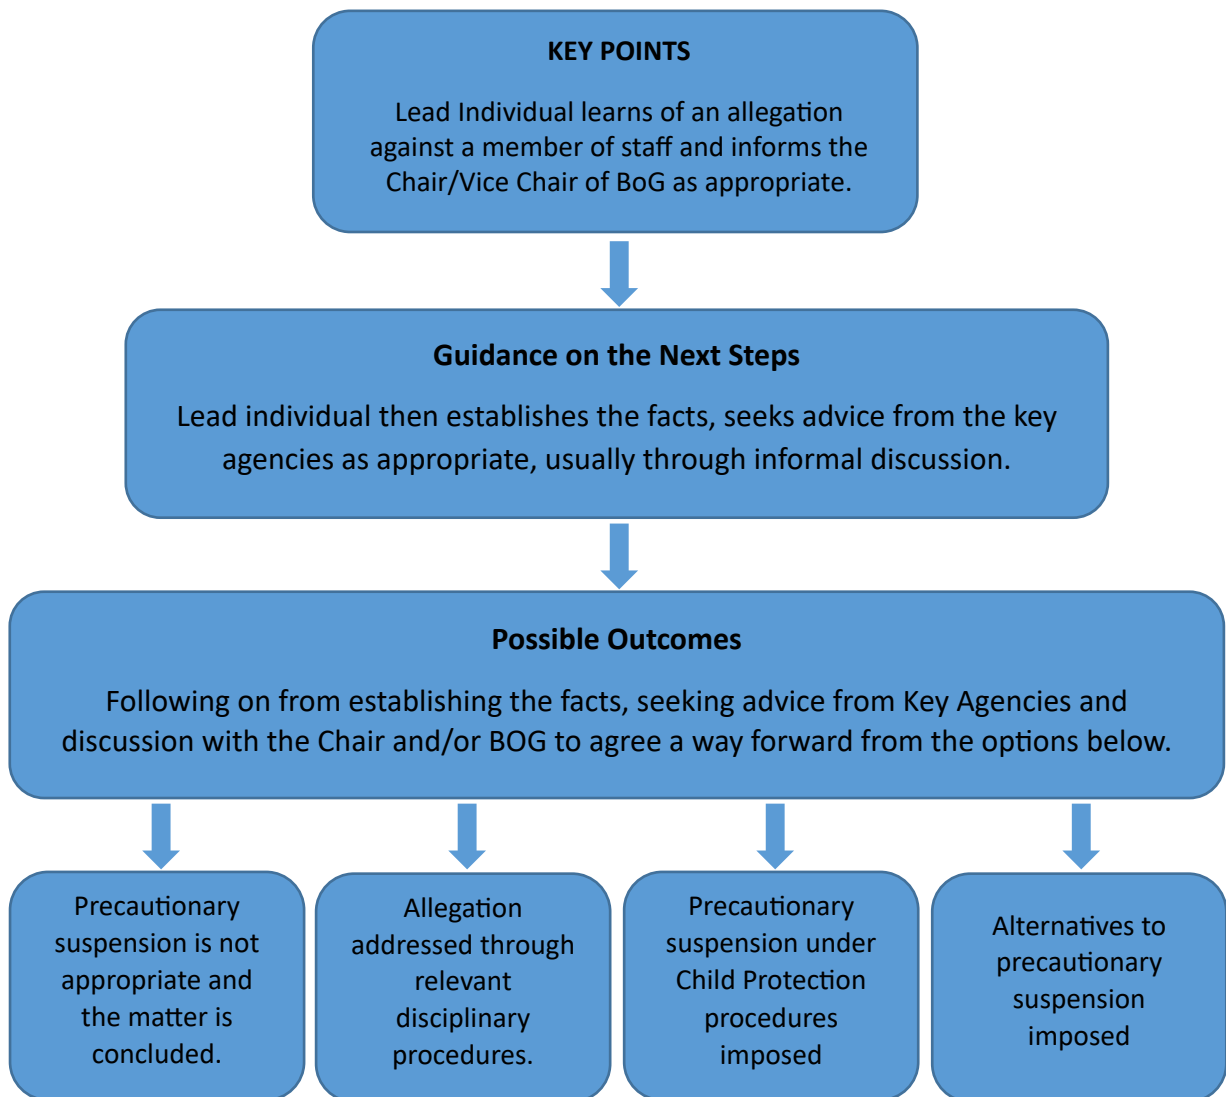 KEY POINTS
Lead Individual learns of an allegation
against a member of staff and informs the
Chair/Vice Chair of BoG as appropriate.
Guidance on the Next Steps
Lead individual then establishes the facts, seeks advice from the key
agencies as appropriate, usually through informal discussion.
Possible Outcomes
Following on from establishing the facts, seeking advice from Key Agencies and
discussion with the Chair and/or BOG to agree a way forward from the options below.
Precautionary
suspension is not
appropriate and
the matter is
concluded.
Allegation
addressed through
relevant
disciplinary
procedures.
Precautionary
suspension under
Child Protection
procedures
imposed
Alternatives to
precautionary
suspension
imposed